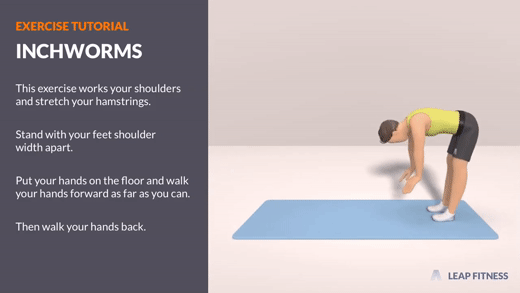 EXERCISE TUTORIAL
INCHWORMS
This exercise works your shoulders
and stretch your hamstrings.
Stand with your feet shoulder
width apart.
Put your hands on the floor and walk
your hands forward as far as you can.
Then walk your hands back.
LEAP FITNESS